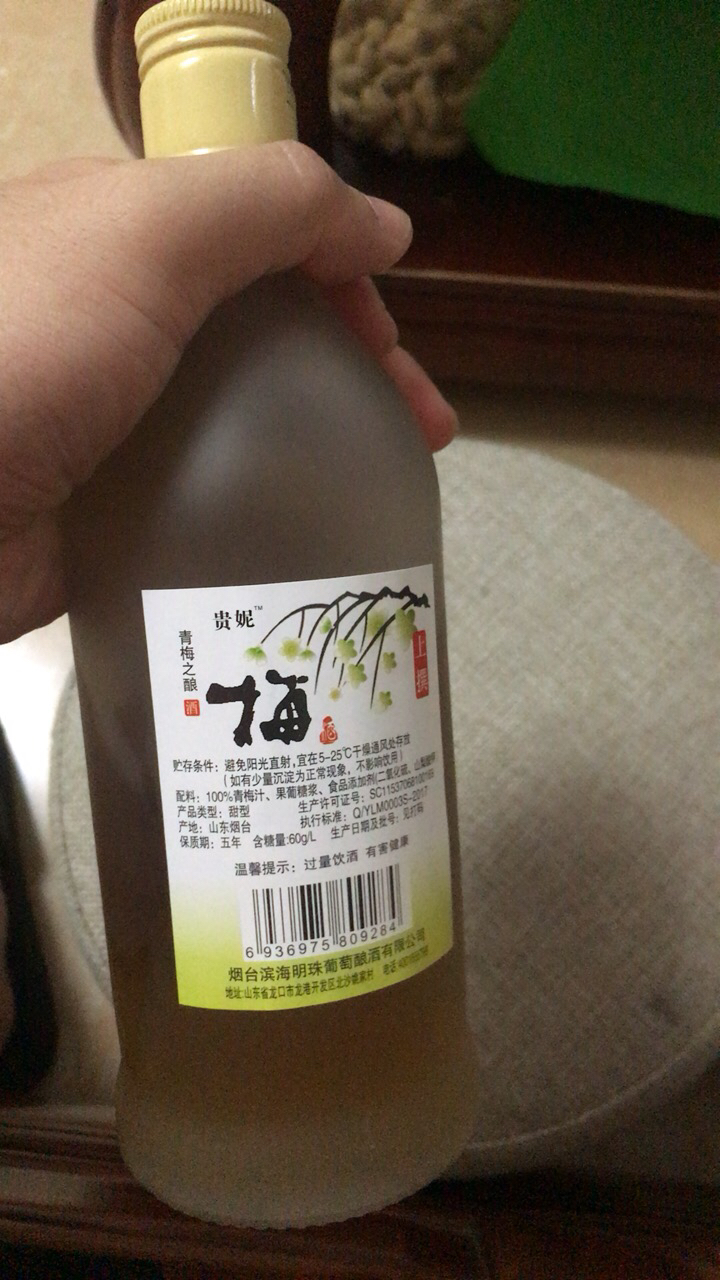 贵妮™
青梅之酿
酒
梅
酒
上撰
贮存条件：避免阳光直射,宜在5-25℃干燥通风处存放
(如有少量沉淀为正常现象，不影响饮用)
配料：100%青梅汁、果葡糖浆、食品添加剂(二氧化硫、山梨酸钾
产品类型：甜型 生产许可证号：
产地：山东烟台 执行标准：Q/YLM0003S-2017
保质期：五年 含糖量:60g/L 生产日期及批号：见打码
温馨提示：过量饮酒 有害健康
6 936975 809284
烟台滨海明珠葡萄酿酒有限公司
地址:山东省龙口市龙港开发区北沙 村 电话